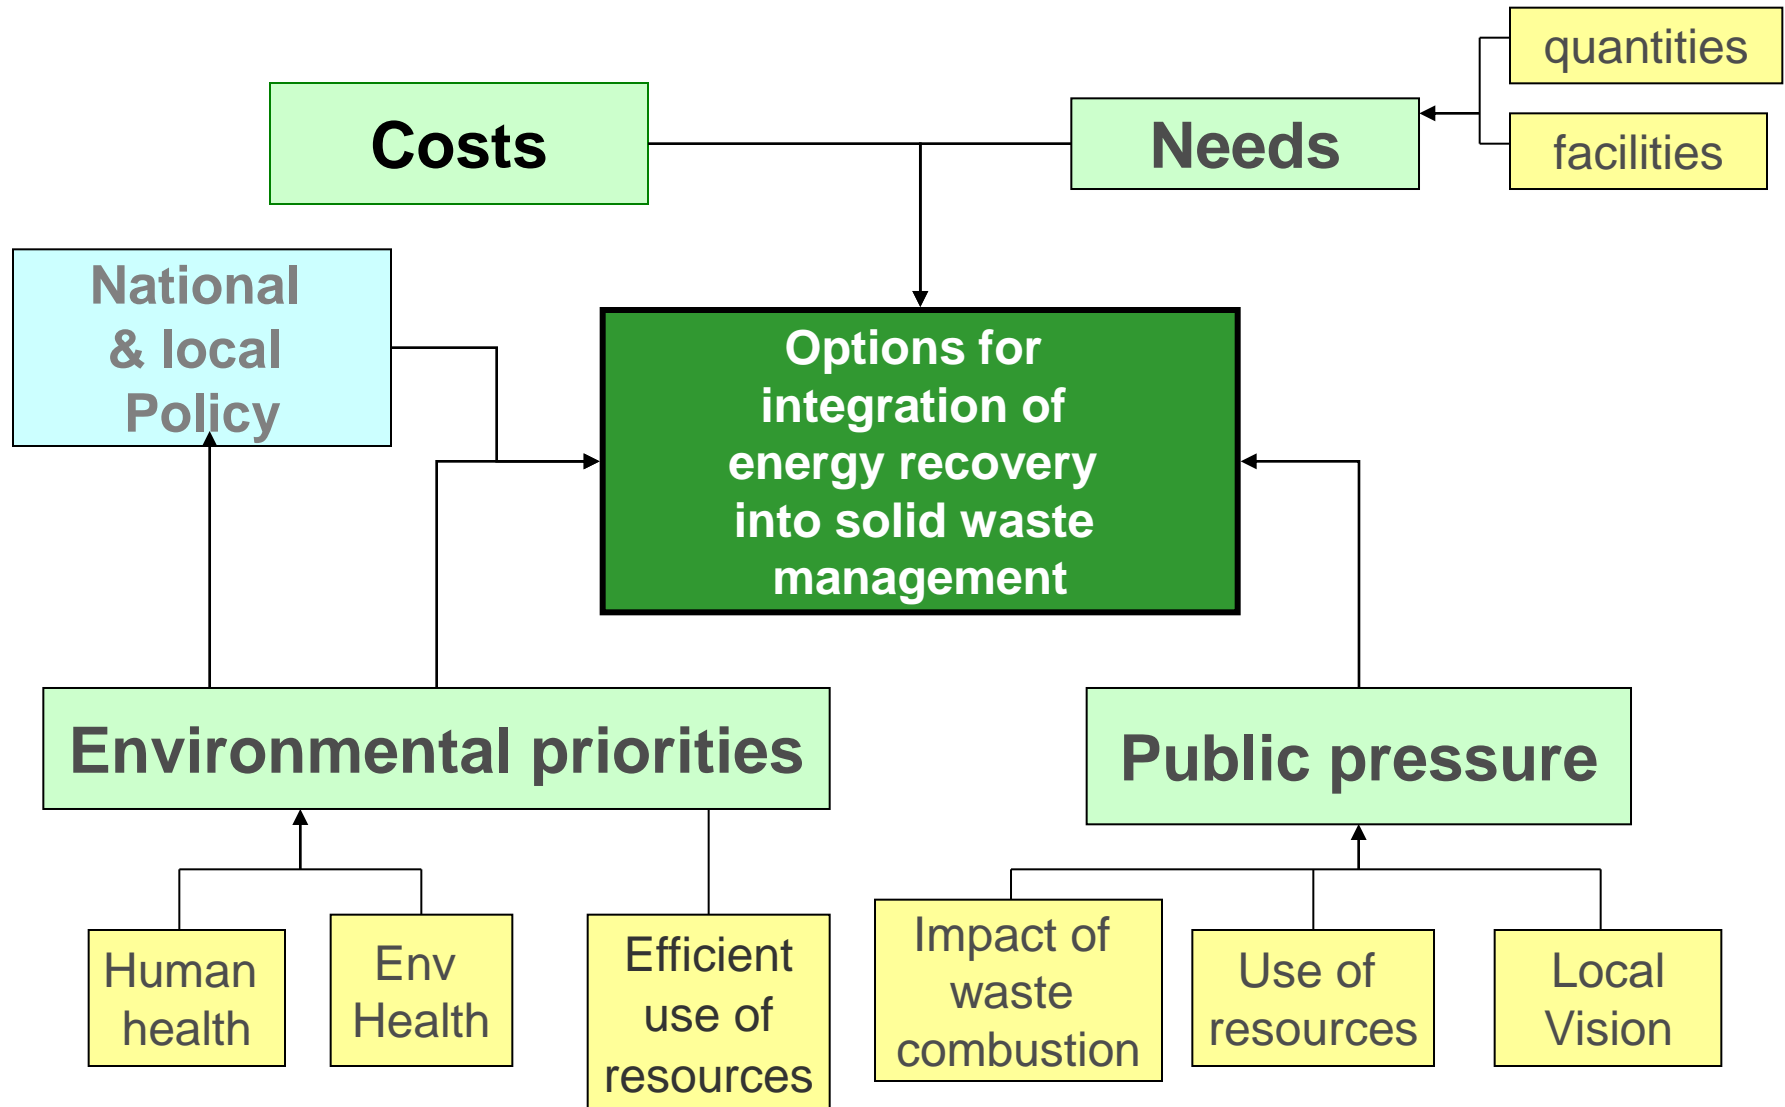 quantities
Costs
Needs
facilities
National
& local
Policy
Options for
integration of
energy recovery
into solid waste
management
Environmental priorities
Public pressure
Human
health
Env
Health
Efficient
use of
resources
Impact of
waste
combustion
Use of
resources
Local
Vision